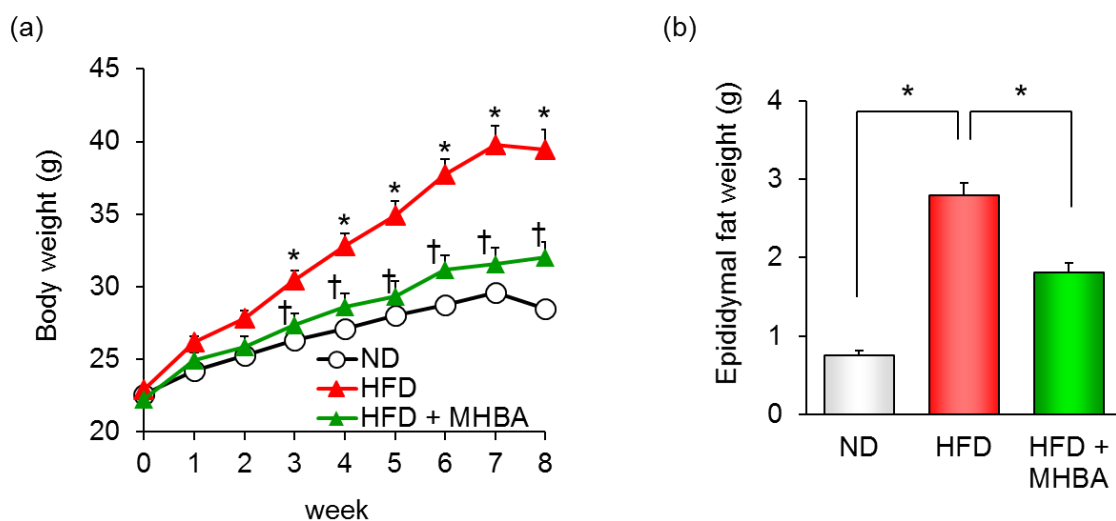 (a)
Body weight (g)
45
40
35
30
25
20
* * * * * *
† † † † † †
ND
HFD
HFD + MHBA
0 1 2 3 4 5 6 7 8
week
(b)
Epididymal fat weight (g)
4
3
2
1
0
* *
ND HFD HFD +
MHBA